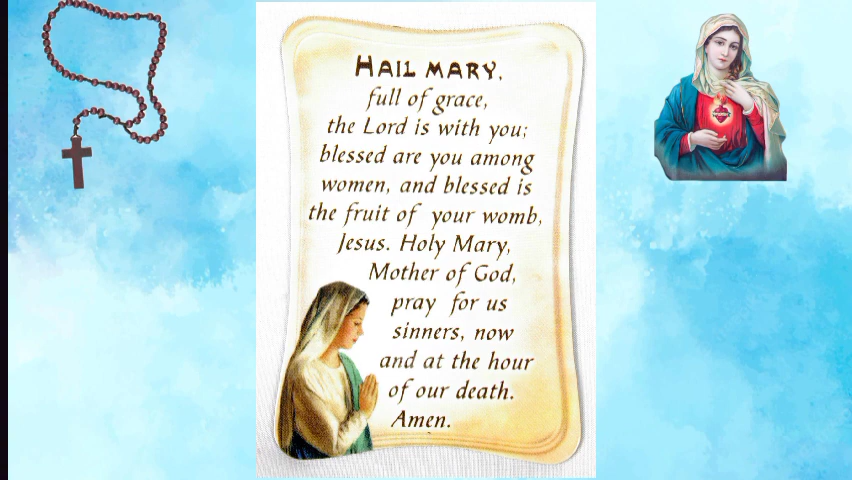 HAIL MARY,
full of grace,
the Lord is with you;
blessed are you among
women, and blessed is
the fruit of your womb,
Jesus. Holy Mary,
Mother of God,
pray for us
sinners, now
and at the hour
of our death.
Amen.